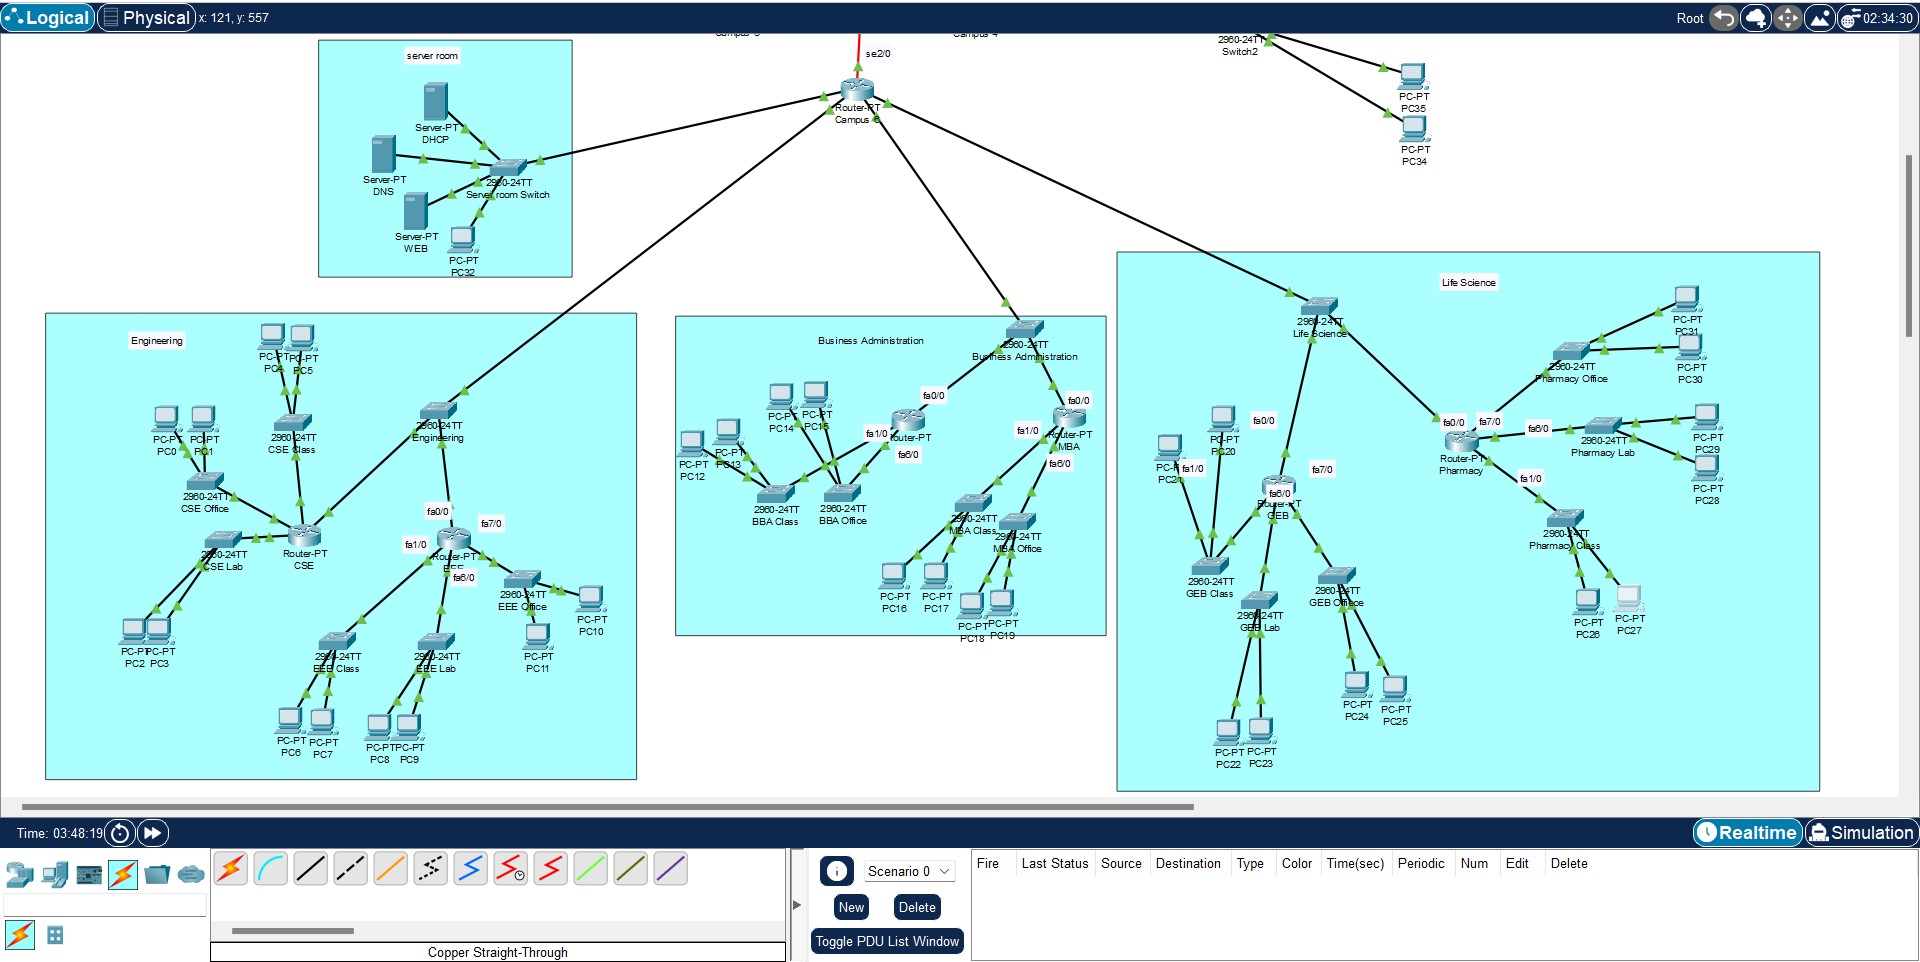 Logical
Physical
x: 121, y: 557
Root
02:34:30
server room
Server-PT
DHCP
Server-PT
DNS
2960-24TT
Server room Switch
Server-PT
WEB
PC-PT
PC32
se2/0
Router-PT
2960-24TT
Switch2
PC-PT
PC35
PC-PT
PC34
Engineering
PC-PT
PC5
PC-PT
PC0
PC-PT
PC1
2960-24TT
CSE Class
2960-24TT
CSE Office
2960-24TT
CSE Lab
Router-PT
CSE
PC2
PC-PT
PC3
2960-24TT
Engineering
fa0/0
fa7/0
fa1/0
Router-PT
EEE
fa6/0
2960-24TT
EEE Office
PC-PT
PC10
PC-PT
PC11
2960-24TT
EEE Class
2960-24TT
EEE Lab
PC-PT
PC6
PC-PT
PC7
PC-PT
PC8
PC-PT
PC9
Business Administration
2960-24TT
Business Administration
fa0/0
fa0/0
PC-PT
PC14
PC-PT
PC15
PC-PT
PC13
PC-PT
PC12
fa1/0
fa6/0
fa1/0
Router-PT
MBA
fa6/0
2960-24TT
BBA Class
2960-24TT
BBA Office
2960-24TT
MBA Class
2960-24TT
MBA Office
PC-PT
PC16
PC-PT
PC17
PC-PT
PC18
PC-PT
PC19
Life Science
2960-24TT
Life Science
PC-PT
PC31
PC-PT
PC30
2960-24TT
Pharmacy Office
fa0/0
fa7/0
fa6/0
2960-24TT
Pharmacy Lab
PC-PT
PC29
PC-PT
PC28
Router-PT
Pharmacy
fa1/0
2960-24TT
Pharmacy Class
PC-PT
PC26
PC-PT
PC27
PC-PT
PC20
fa0/0
fa1/0
fa7/0
fa6/0
Router-PT
GEB
2960-24TT
GEB Class
2960-24TT
GEB Lab
2960-24TT
GEB Office
PC-PT
PC24
PC-PT
PC25
PC-PT
PC22
PC-PT
PC23
Time: 03:48:19
Realtime
Simulation
Scenario 0
New
Delete
Toggle PDU List Window
Fire Last Status Source Destination Type Color Time(sec) Periodic Num Edit Delete
Copper Straight-Through